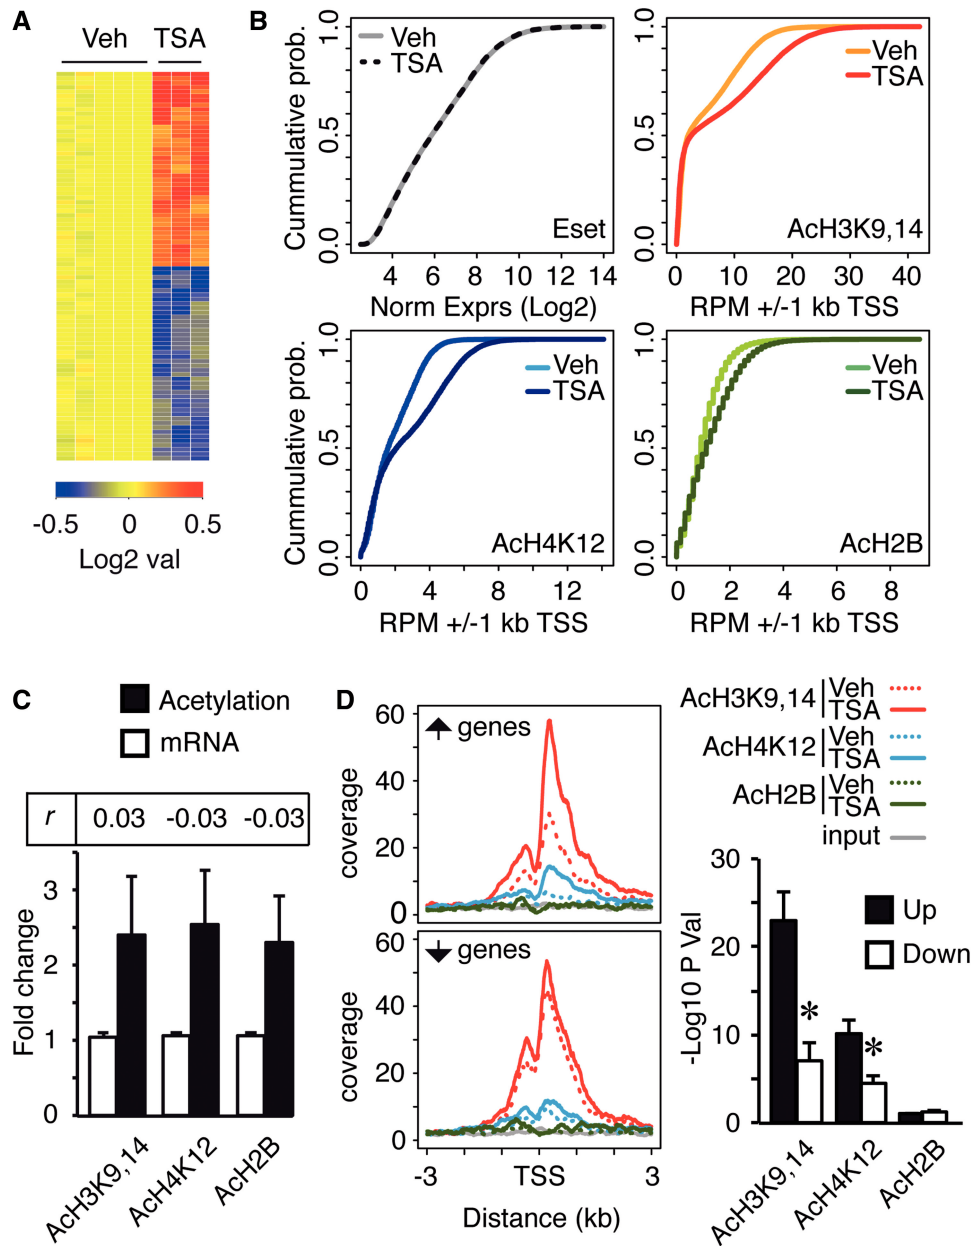 A
Veh TSA
-0.5 0 0.5
Log2 val
B
Cummulative prob.
1.0
0.5
0.0
Veh
TSA
Eset
4 6 8 10 12 14
Norm Exprs (Log2)
1.0
0.5
0.0
Veh
TSA
AcH3K9,14
0 10 20 30 40
RPM +/-1 kb TSS
Cummulative prob.
1.0
0.5
0.0
Veh
TSA
AcH4K12
0 4 8 12
RPM +/-1 kb TSS
1.0
0.5
0.0
Veh
TSA
AcH2B
0 2 4 6 8
RPM +/-1 kb TSS
C
Acetylation
mRNA
r 0.03 -0.03 -0.03
Fold change
3
2
1
0
AcH3K9,14
AcH4K12
AcH2B
D
coverage
60
40
20
0
genes
coverage
60
40
20
0
genes
-3 TSS 3
Distance (kb)
AcH3K9,14 Veh
TSA
AcH4K12 Veh
TSA
AcH2B Veh
TSA
input
-Log10 P Val
30
20
10
0
Up
Down
*
*
AcH3K9,14
AcH4K12
AcH2B